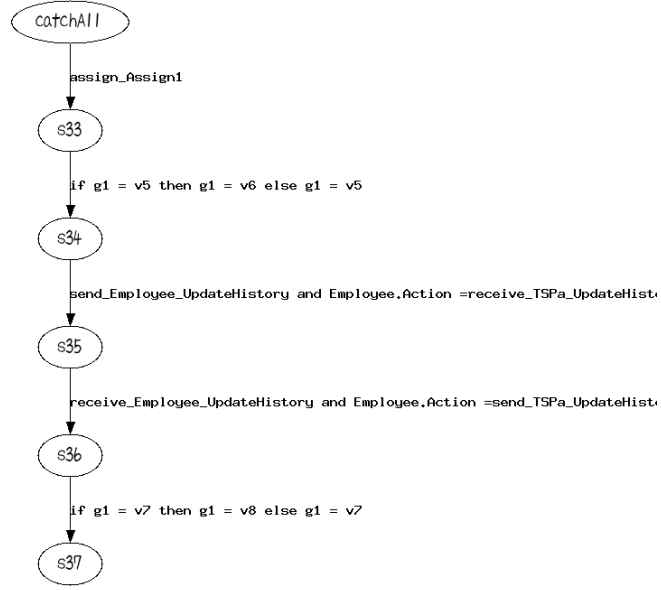 catchAll
assign_Assign1
s33
if g1 = v5 then g1 = v6 else g1 = v5
s34
send_Employee_UpdateHistory and Employee.Action =receive_TSPa_UpdateHist
s35
receive_Employee_UpdateHistory and Employee.Action =send_TSPa_UpdateHist
s36
if g1 = v7 then g1 = v8 else g1 = v7
s37